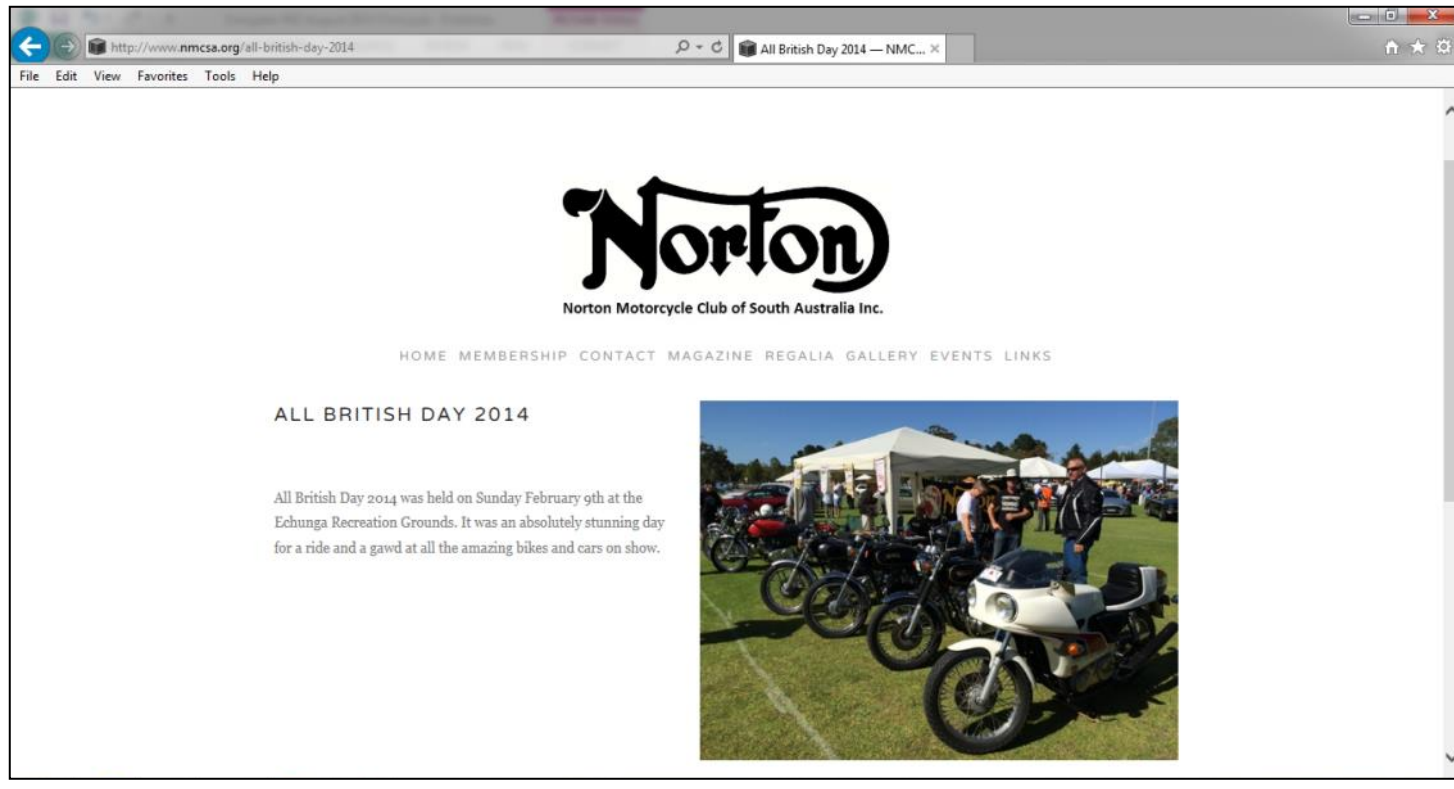 http://www.nmcsa.org/all-british-day-2014
All British Day 2014 — NMC...
File Edit View Favorites Tools Help
Norton
Norton Motorcycle Club of South Australia Inc.
HOME MEMBERSHIP CONTACT MAGAZINE REGALIA GALLERY EVENTS LINKS
ALL BRITISH DAY 2014
All British Day 2014 was held on Sunday February 9th at the
Echunga Recreation Grounds. It was an absolutely stunning day
for a ride and a gawd at all the amazing bikes and cars on show.